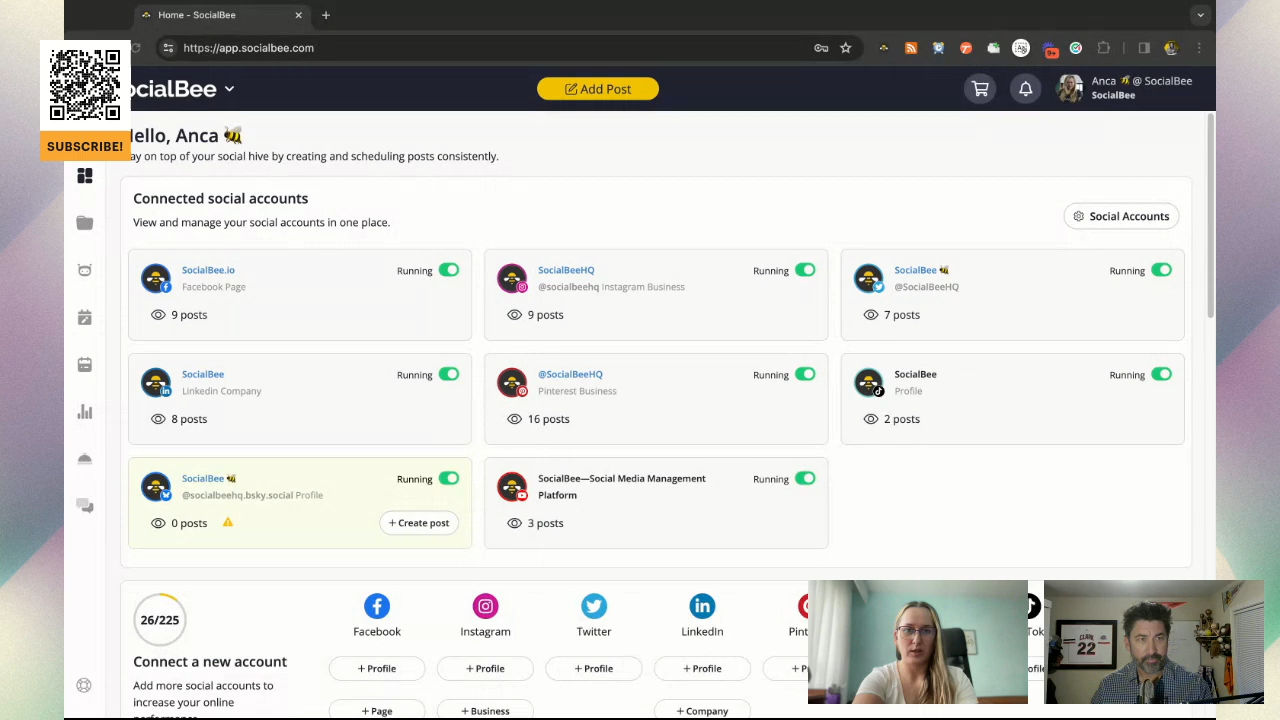 Home - SocialBee
https://app.socialbee.com
9+
SUBSCRIBE!
ocialBee
Add Post
Anca 🐝 @ SocialBee
SocialBee
ello, Anca 🐝
ay on top of your social hive by creating and scheduling posts consistently.
Connected social accounts
View and manage your social accounts in one place.
Social Accounts
SocialBee.io
Facebook Page
Running
9 posts
SocialBeeHQ
@socialbeehq Instagram Business
Running
9 posts
SocialBee 🐝
@SocialBeeHQ
Running
7 posts
SocialBee
Linkedin Company
Running
8 posts
@SocialBeeHQ
Pinterest Business
Running
16 posts
SocialBee
Profile
Running
2 posts
SocialBee 🐝
@socialbeehq.bsky.social Profile
Running
0 posts
+ Create post
SocialBee—Social Media Management
Platform
Running
3 posts
26/225
Connect a new account
Add more social accounts to
increase your online
Facebook
+ Profile
+ Page
Instagram
+ Profile
+ Business
Twitter
+ Profile
LinkedIn
+ Profile
+ Company
Pint
+ P
Tok
ofile
CLARK
22